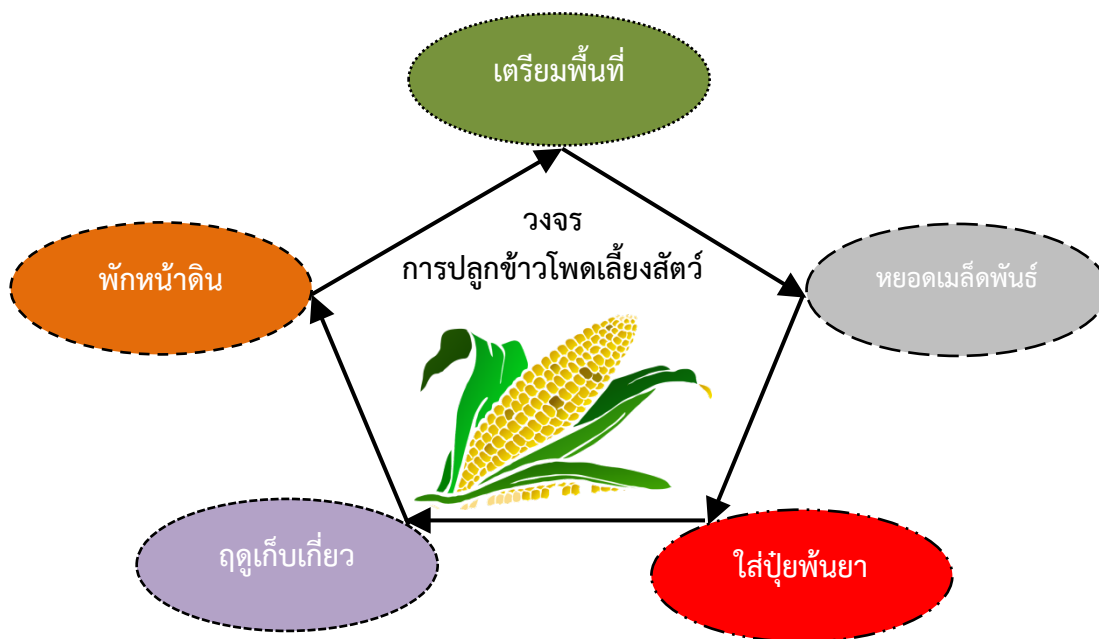 เตรียมพื้นที่
วงจร
การปลูกข้าวโพดเลี้ยงสัตว์
พักหน้าดิน
หยอดเมล็ดพันธ์
ฤดูเก็บเกี่ยว
ใส่ปุ๋ยพ้นยา